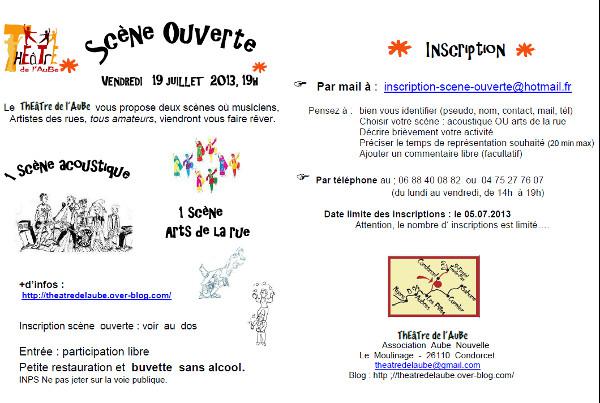 THÉÂTRE
de l'AuBe
Scène Ouverte
Vendredi 19 juillet 2013, 19h
Le THéâTre de l'AuBe vous propose deux scènes où musiciens,
Artistes des rues, tous amateurs, viendront vous faire rêver.
1 Scène acoustique
1 Scène
Arts de la rue
+d'infos :
http://theatredelaube.over-blog.com/
Inscription scène ouverte : voir au dos
Entrée : participation libre
Petite restauration et buvette sans alcool.
INPS Ne pas jeter sur la voie publique.
Inscription
Par mail à : inscription-scene-ouverte@hotmail.fr
Pensez à : bien vous identifier (pseudo, nom, contact, mail, tél)
Choisir votre scène : acoustique OU arts de la rue
Décrire brièvement votre activité
Préciser le temps de représentation souhaité (20 min max)
Ajouter un commentaire libre (facultatif)
Par téléphone au : 06 88 40 08 82 ou 04 75 27 76 07
(du lundi au vendredi, de 14h à 19h)
Date limite des inscriptions : le 05.07.2013
Attention, le nombre d' inscriptions est limité....
Condorcet
Nyons
THéâTre de l'AuBe
Association Aube Nouvelle
Le Moulinage - 26110 Condorcet
theatredelaube@gmail.com
Blog : http ;//theatredelaube.over-blog.com/